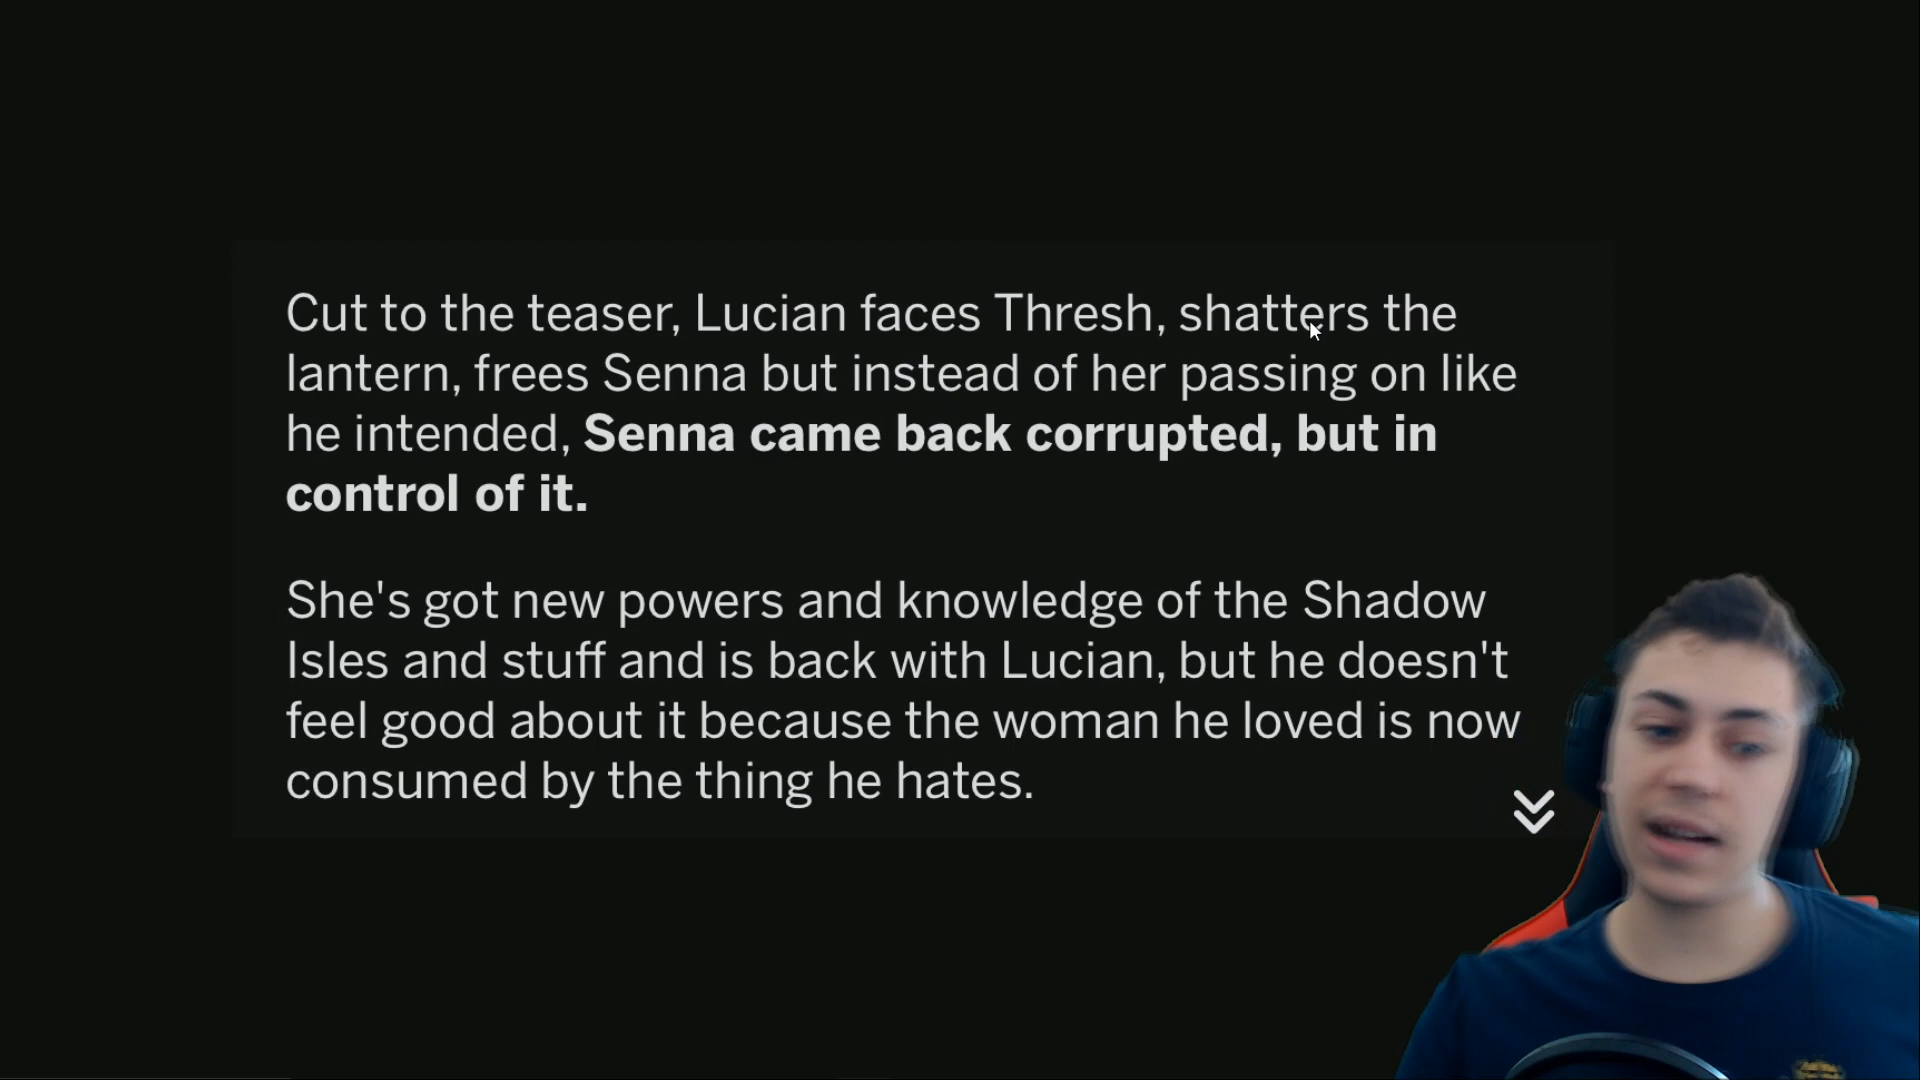 Cut to the teaser, Lucian faces Thresh, shatters the
lantern, frees Senna but instead of her passing on like
he intended, Senna came back corrupted, but in
control of it.
She's got new powers and knowledge of the Shadow
Isles and stuff and is back with Lucian, but he doesn't
feel good about it because the woman he loved is now
consumed by the thing he hates.